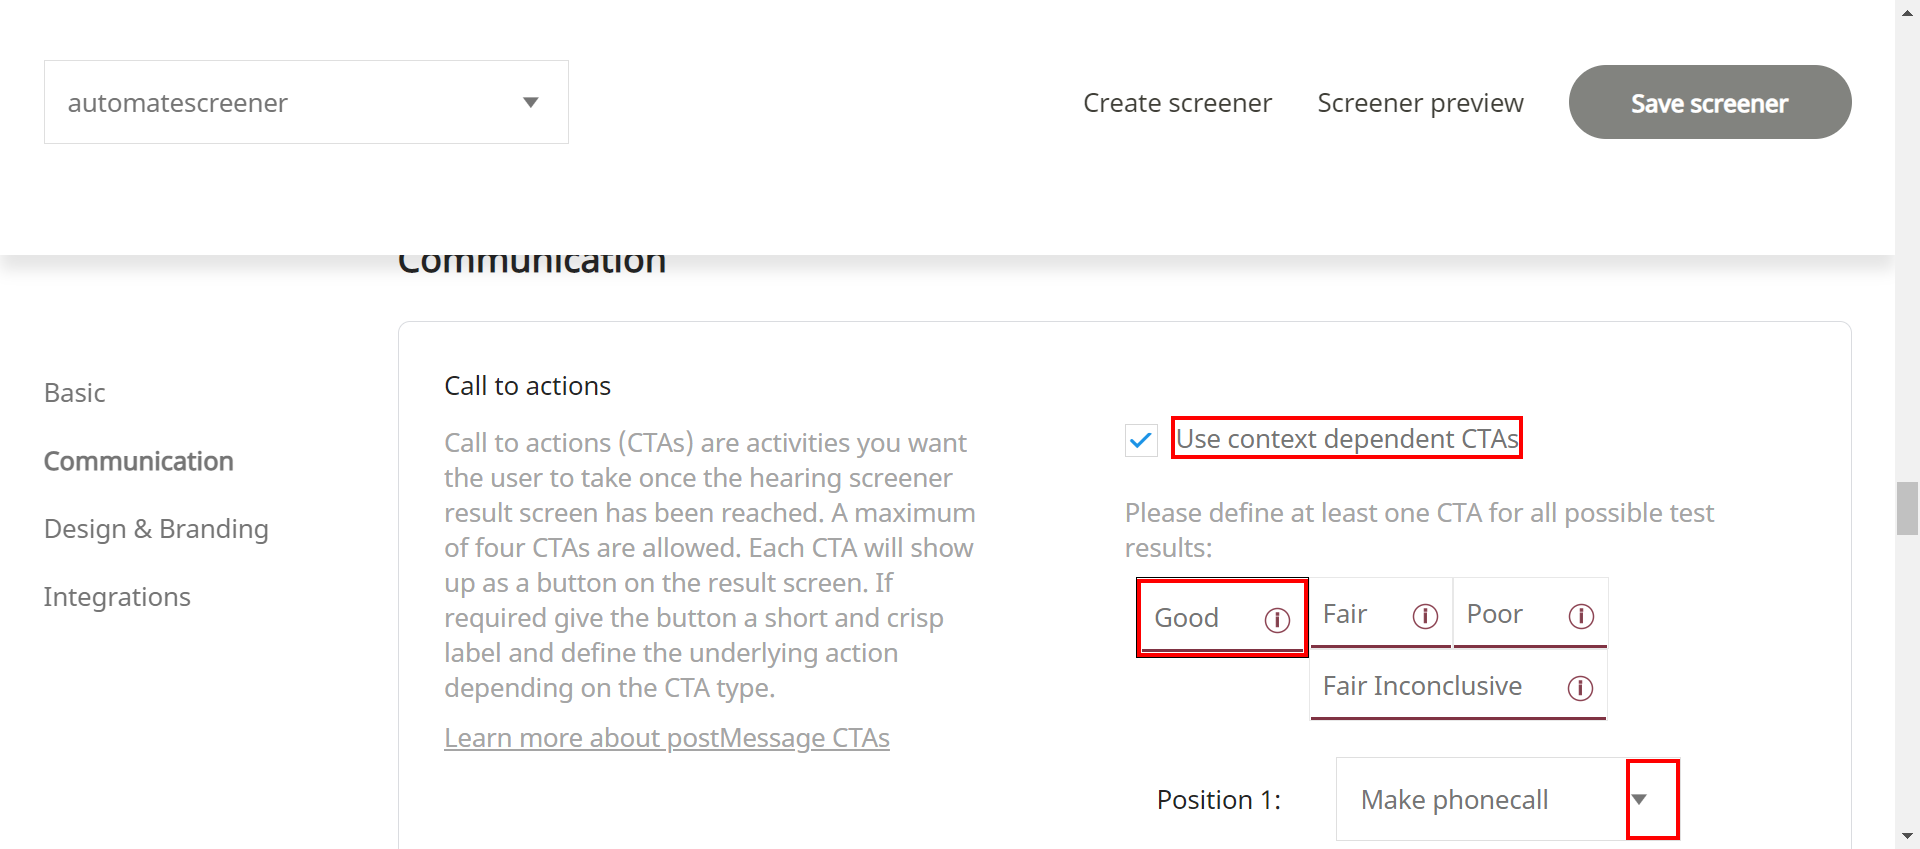 automatescreener
Create screener
Screener preview
Save screener
Communication
Basic
Communication
Design & Branding
Integrations
Call to actions
Call to actions (CTAs) are activities you want
the user to take once the hearing screener
result screen has been reached. A maximum
of four CTAs are allowed. Each CTA will show
up as a button on the result screen. If
required give the button a short and crisp
label and define the underlying action
depending on the CTA type.
Learn more about postMessage CTAs
Use context dependent CTAs
Please define at least one CTA for all possible test
results:
Good
Fair
Poor
Fair Inconclusive
Position 1:
Make phonecall